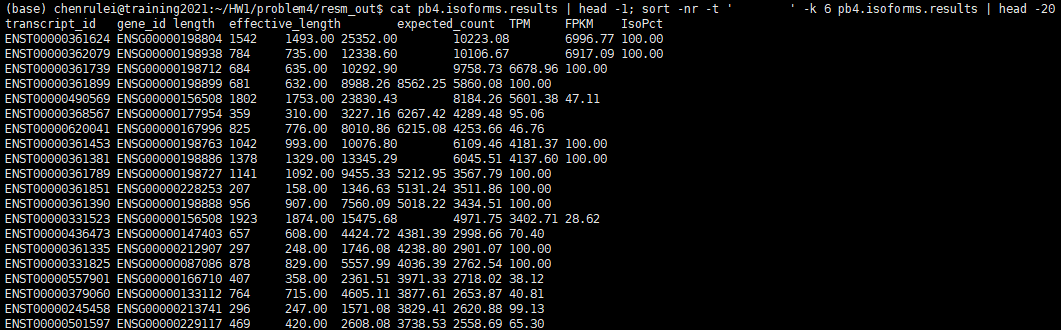 (base) chenrulei@training2021:~/HW1/problem4/resm_out$ cat pb4.isoforms.results | head -1; sort -nr -t '	' -k 6 pb4.isoforms.results | head -20
transcript_id gene_id length effective_length expected_count TPM FPKM IsoPct
ENST00000361624 ENSG00000198804 1542 1493.00 25352.00 10223.08 6996.77 100.00
ENST00000362079 ENSG00000198938 784 735.00 12338.60 10106.67 6917.09 100.00
ENST00000361739 ENSG00000198712 684 635.00 10292.90 9758.73 6678.96 100.00
ENST00000361899 ENSG00000198899 681 632.00 8988.26 8562.25 5860.08 100.00
ENST00000490569 ENSG00000156508 1802 1753.00 23830.43 8184.26 5601.38 47.11
ENST00000368567 ENSG00000177954 359 310.00 3227.16 6267.42 4289.48 95.06
ENST00000620041 ENSG00000167996 825 776.00 8010.86 6215.08 4253.66 46.76
ENST00000361453 ENSG00000198763 1042 993.00 10076.80 6109.46 4181.37 100.00
ENST00000361381 ENSG00000198886 1378 1329.00 13345.29 6045.51 4137.60 100.00
ENST00000361789 ENSG00000198727 1141 1092.00 9455.33 5212.95 3567.79 100.00
ENST00000361851 ENSG00000228253 207 158.00 1346.63 5131.24 3511.86 100.00
ENST00000361390 ENSG00000198888 956 907.00 7560.09 5018.22 3434.51 100.00
ENST00000331523 ENSG00000156508 1923 1874.00 15475.68 4971.75 3402.71 28.62
ENST00000436473 ENSG00000147403 657 608.00 4424.72 4381.39 2998.66 70.40
ENST00000361335 ENSG00000212907 297 248.00 1746.08 4238.80 2901.07 100.00
ENST00000331825 ENSG00000087086 878 829.00 5557.99 4036.39 2762.54 100.00
ENST00000557901 ENSG00000166710 407 358.00 2361.51 3971.33 2718.02 38.12
ENST00000379060 ENSG00000133112 764 715.00 4605.11 3877.61 2653.87 40.81
ENST00000245458 ENSG00000213741 296 247.00 1571.08 3829.41 2620.88 99.13
ENST00000501597 ENSG00000229117 469 420.00 2608.08 3738.53 2558.69 65.30